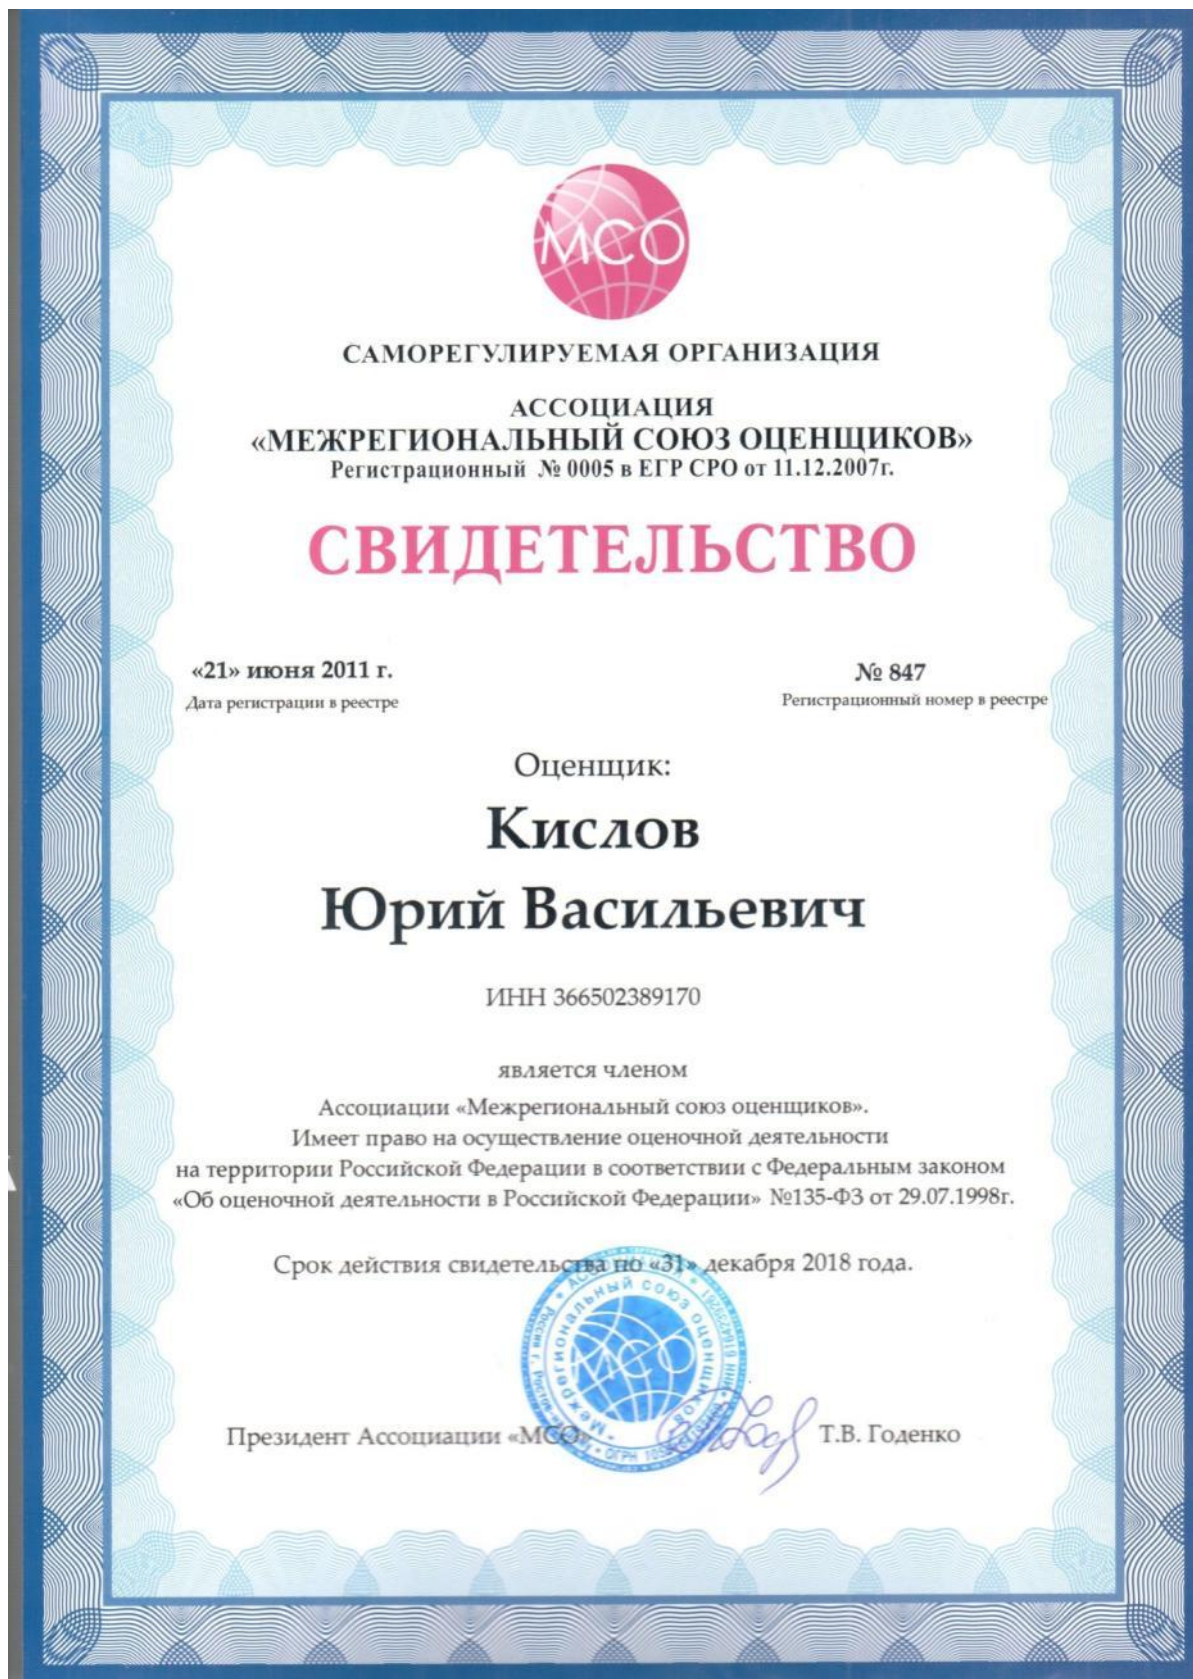 МСО
САМОРЕГУЛИРУЕМАЯ ОРГАНИЗАЦИЯ
АССОЦИАЦИЯ
«МЕЖРЕГИОНАЛЬНЫЙ СОЮЗ ОЦЕНЩИКОВ»
Регистрационный № 0005 в ЕГР СРО от 11.12.2007г.
СВИДЕТЕЛЬСТВО
«21» июня 2011 г.
Дата регистрации в реестре
№ 847
Регистрационный номер в реестре
Оценщик:
Кислов
Юрий Васильевич
ИНН 366502389170
является членом
Ассоциации «Межрегиональный союз оценщиков».
Имеет право на осуществление оценочной деятельности
на территории Российской Федерации в соответствии с Федеральным законом
«Об оценочной деятельности в Российской Федерации» №135-ФЗ от 29.07.1998г.
Срок действия свидетельства по «31» декабря 2018 года.
Межрегиональный союз оценщиков
МСО
Президент Ассоциации «МСО»
Т.В. Годенко